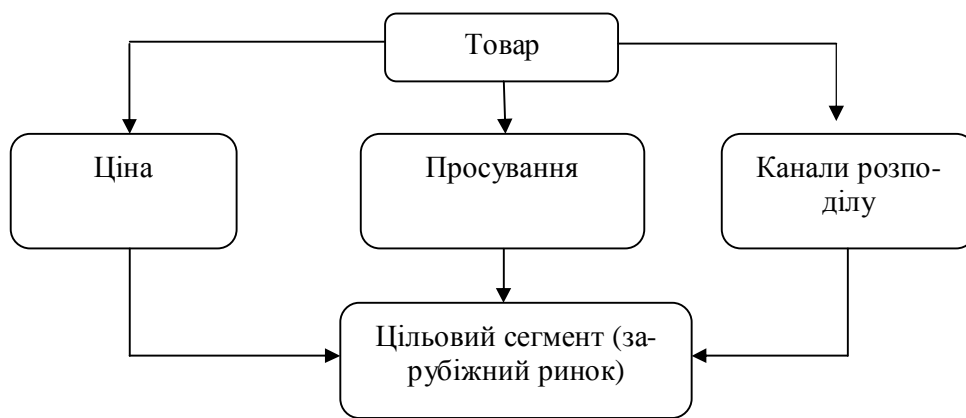 Товар
Ціна
Просування
Канали розпо-
ділу
Цільовий сегмент (за-
рубіжний ринок)